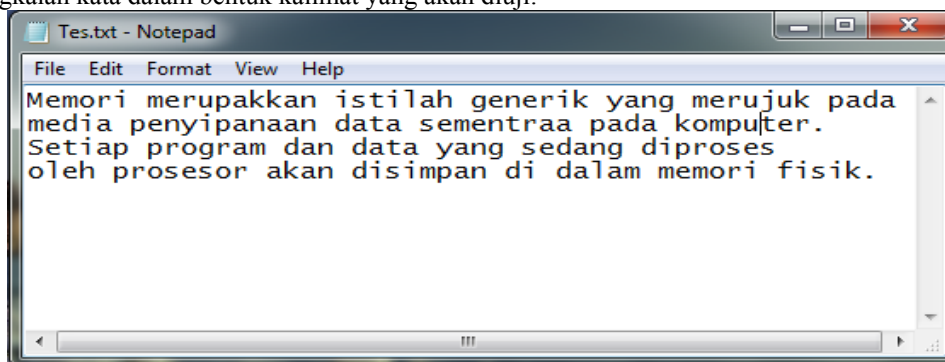 dalam bentuk kalimat yang akan diuji.
Tes.txt - Notepad
File Edit Format View Help
Memori merupakkan istilah generik yang merujuk pada
media penyipanaan data sementraa pada komputer.
Setiap program dan data yang sedang diproses
oleh prosesor akan disimpan di dalam memori fisik.